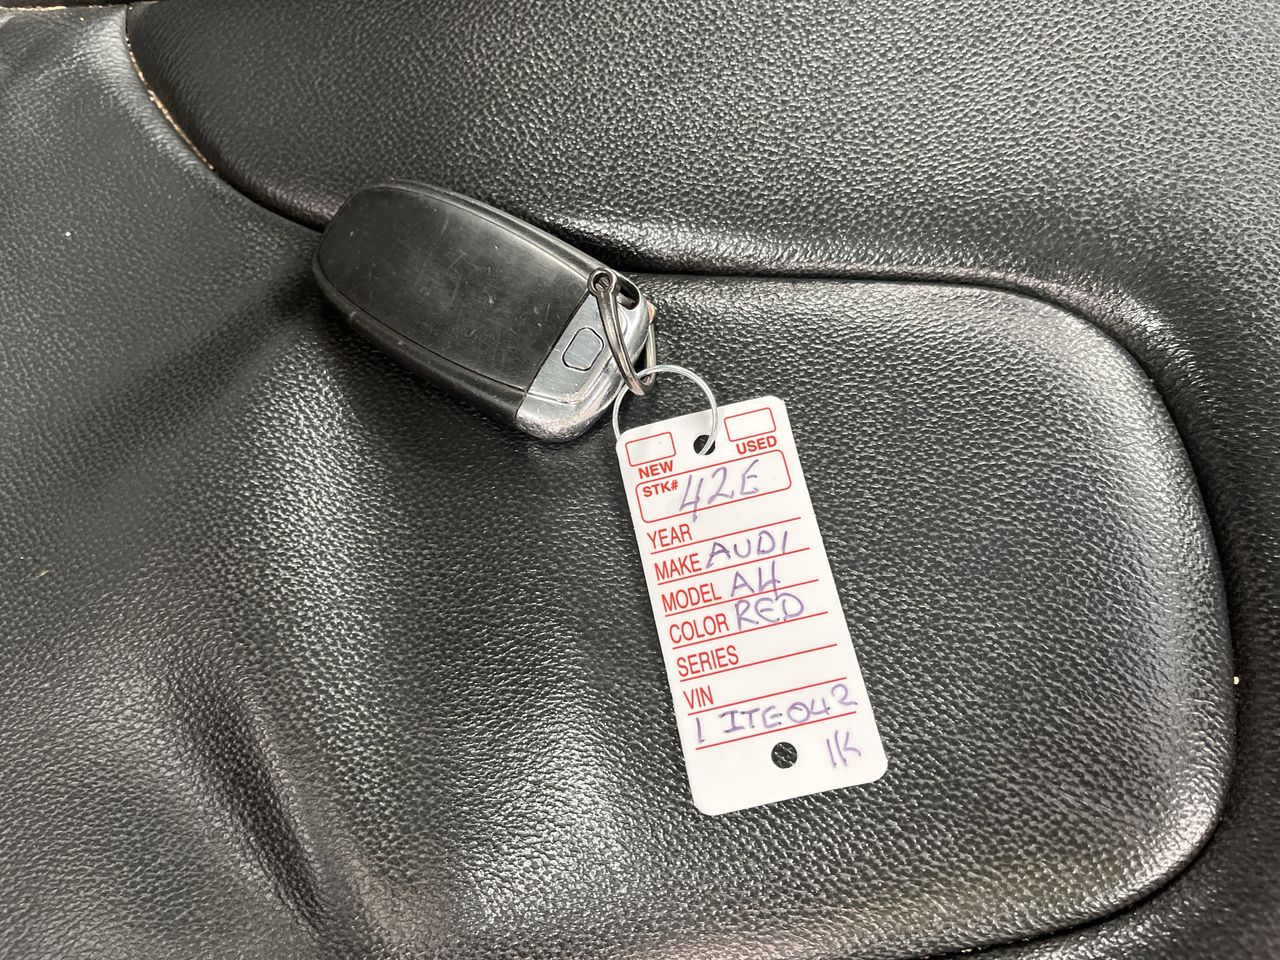 NEW USED
STK# 42E
YEAR
MAKE AUDI
MODEL A4
COLOR RED
SERIES
VIN
1 ITE042
1K